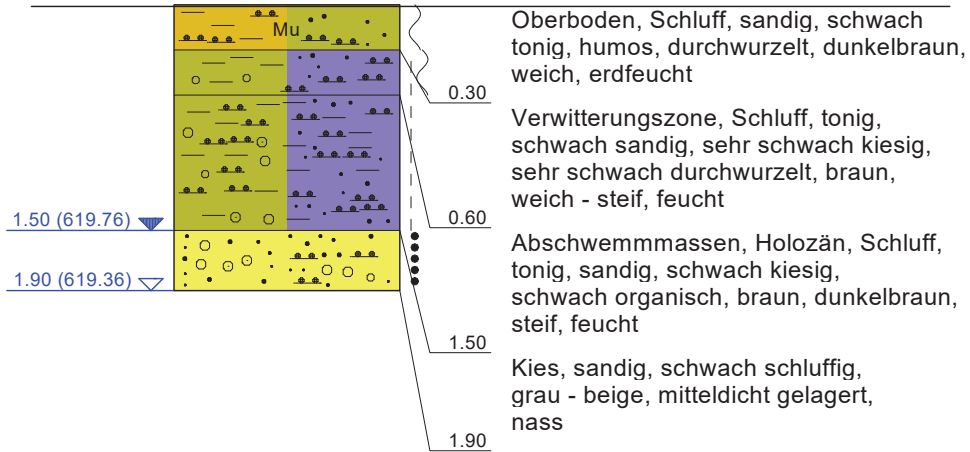 Mu
Oberboden, Schluff, sandig, schwach
tonig, humos, durchwurzelt, dunkelbraun,
weich, erdfeucht
0.30
Verwitterungszone, Schluff, tonig,
schwach sandig, sehr schwach kiesig,
sehr schwach durchwurzelt, braun,
weich - steif, feucht
0.60
1.50 (619.76)
Abschwemmmassen, Holozän, Schluff,
tonig, sandig, schwach kiesig,
schwach organisch, braun, dunkelbraun,
steif, feucht
1.90 (619.36)
1.50
Kies, sandig, schwach schluffig,
grau - beige, mitteldicht gelagert,
nass
1.90